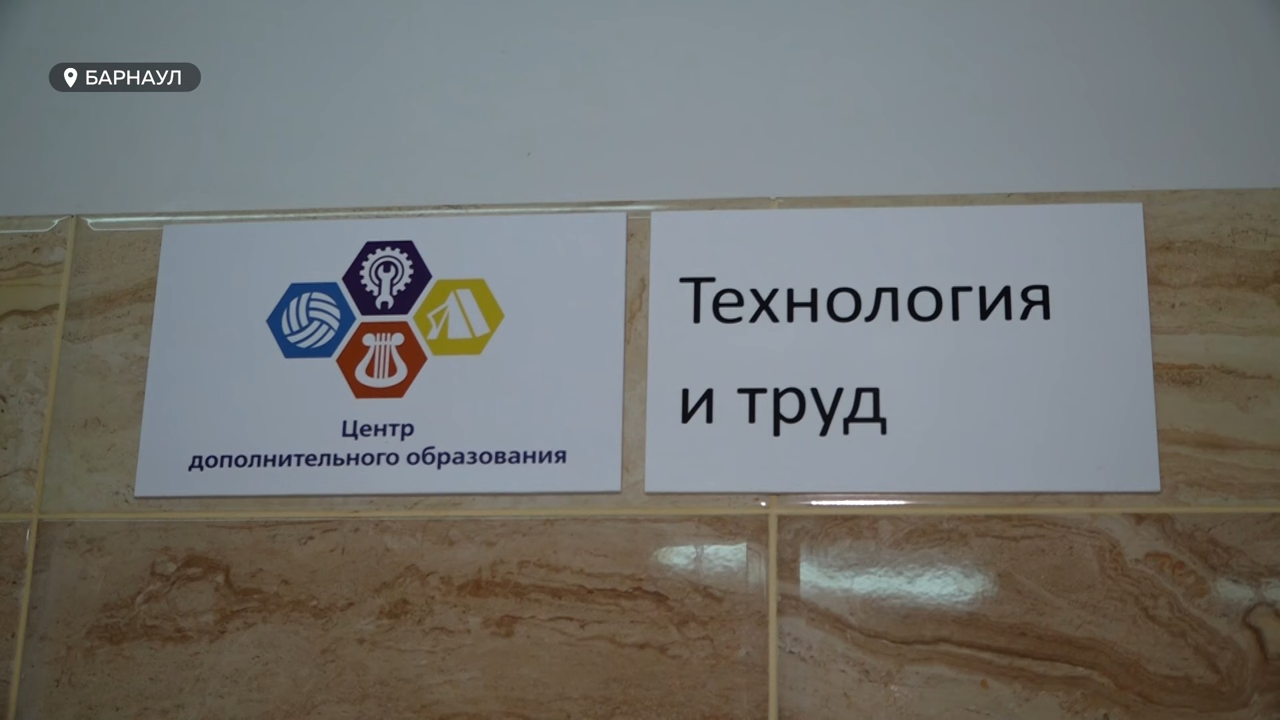 БАРНАУЛ
Центр
дополнительного образования
Технология
и труд